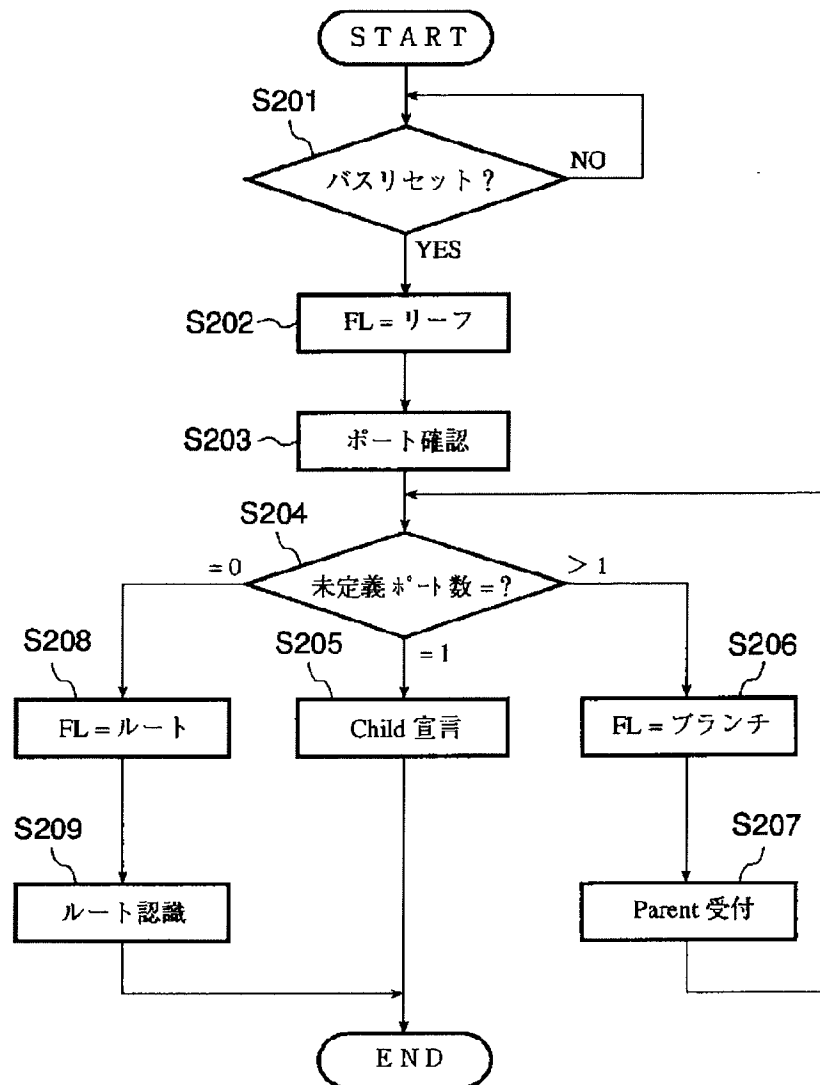 START
S201
バスリセット?
NO
YES
S202
FL=リーフ
S203
ポート確認
S204
=0
未定義ポート数=?
>1
=1
S208
S205
S206
FL=ルート
Child 宣言
FL=ブランチ
S209
S207
ルート認識
Parent 受付
END